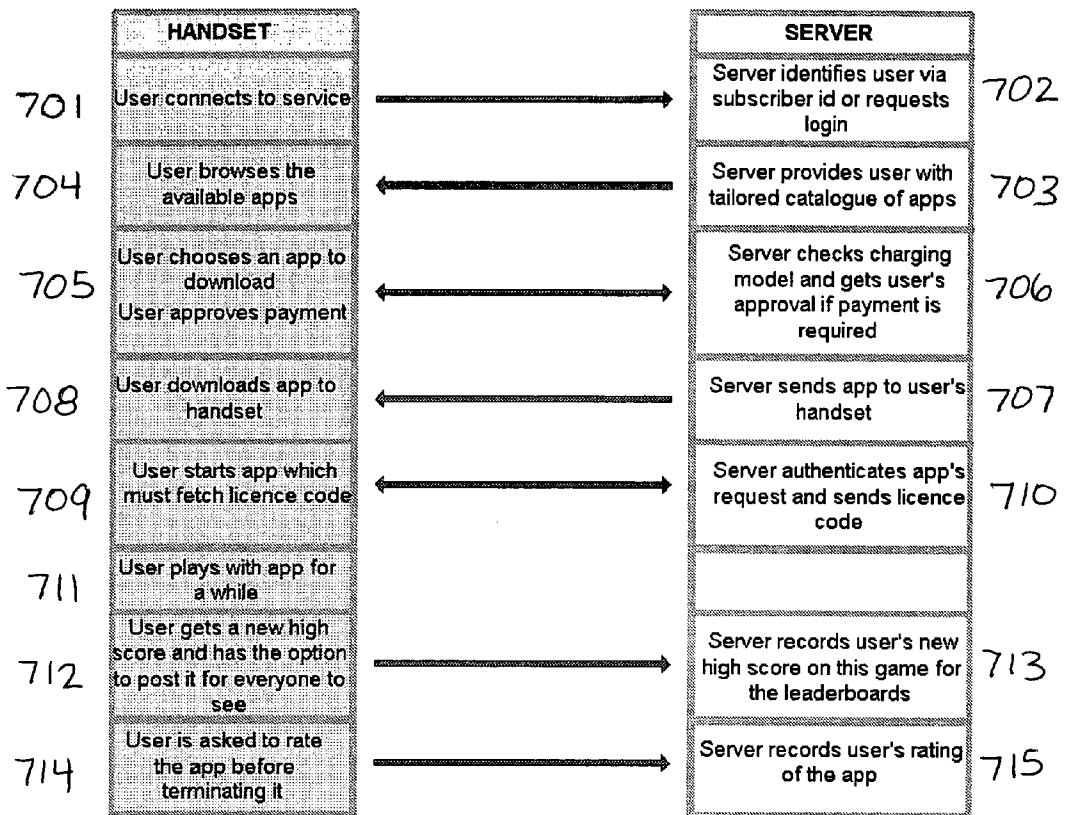 HANDSET
SERVER
701
User connects to service
Server identifies user via
subscriber id or requests
login
702
704
User browses the
available apps
Server provides user with
tailored catalogue of apps
703
705
User chooses an app to
download
User approves payment
Server checks charging
model and gets user's
approval if payment is
required
706
708
User downloads app to
handset
Server sends app to user's
handset
707
709
User starts app which
must fetch licence code
Server authenticates app's
request and sends licence
code
710
711
User plays with app for
a while
712
User gets a new high
score and has the option
to post it for everyone to
see
Server records user's new
high score on this game for
the leaderboards
713
714
User is asked to rate
the app before
terminating it
Server records user's rating
of the app
715